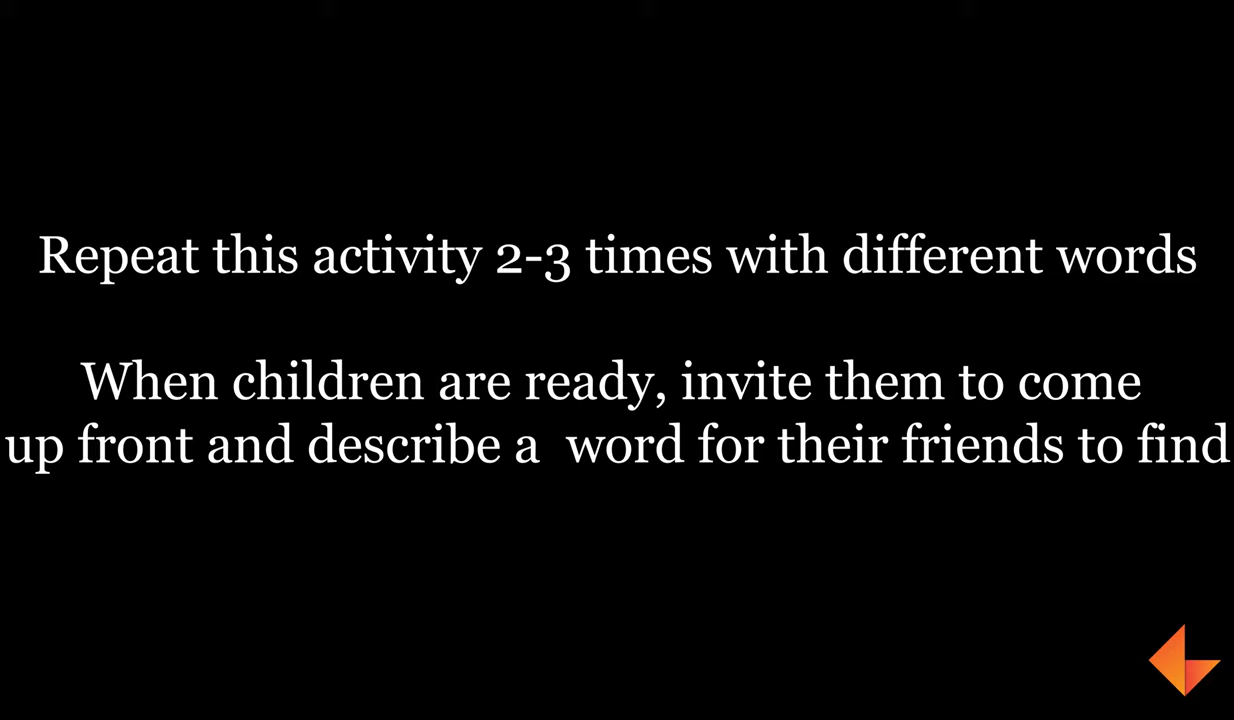 Repeat this activity 2-3 times with different words
When children are ready, invite them to come
up front and describe a  word for their friends to find